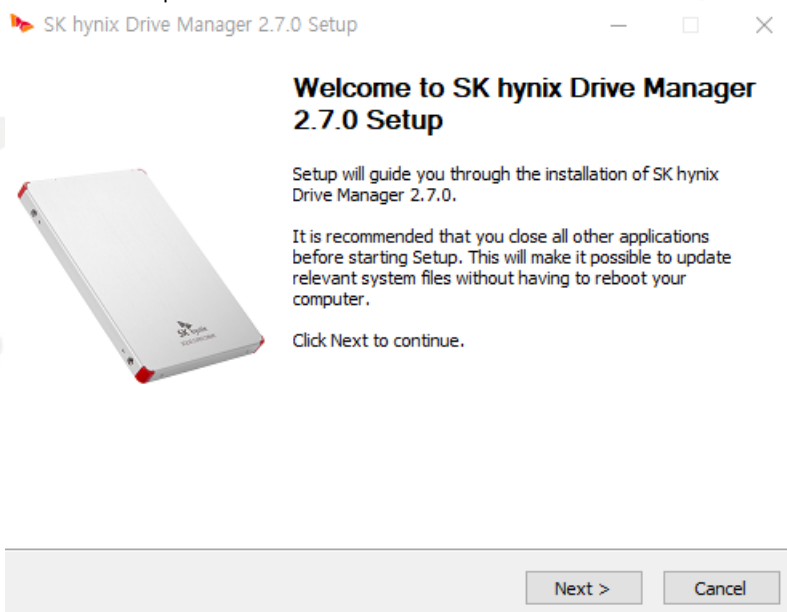 SK hynix Drive Manager 2.7.0 Setup
Welcome to SK hynix Drive Manager
2.7.0 Setup
Setup will guide you through the installation of SK hynix
Drive Manager 2.7.0.
It is recommended that you close all other applications
before starting Setup. This will make it possible to update
relevant system files without having to reboot your
computer.
Click Next to continue.
SK hynix
Next >
Cancel